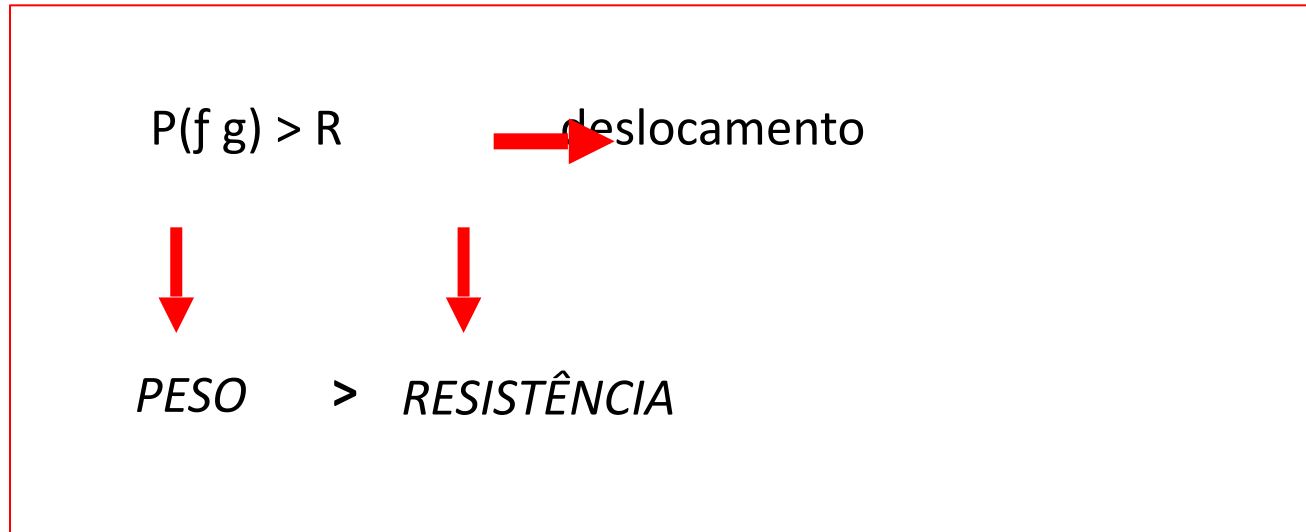 P(ƒ g) > R deslocamento
PESO > RESISTÊNCIA